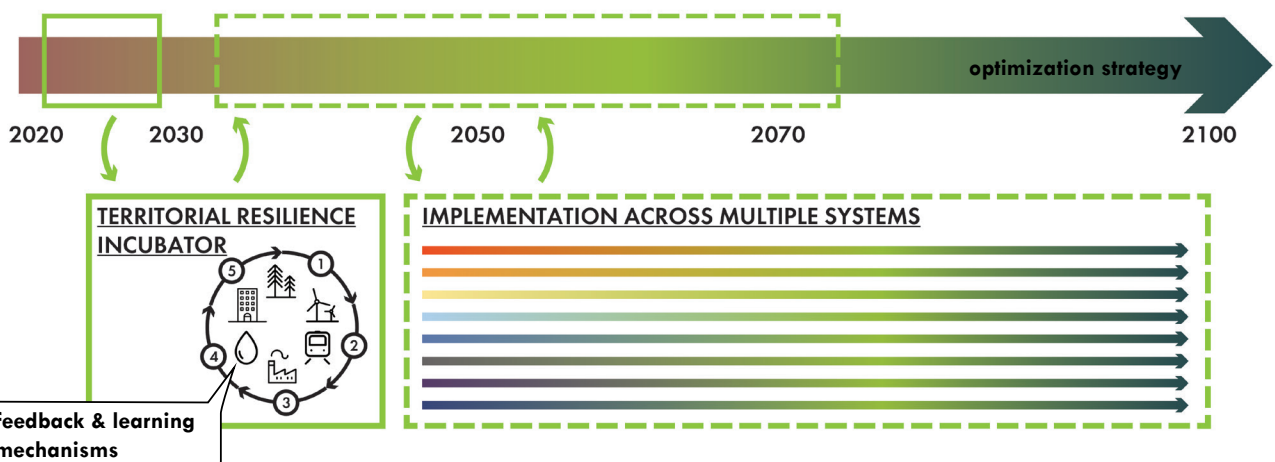 optimization strategy
2020 2030 2050 2070 2100
TERRITORIAL RESILIENCE
INCUBATOR
IMPLEMENTATION ACROSS MULTIPLE SYSTEMS
5 1
4 2
3
feedback & learning
mechanisms